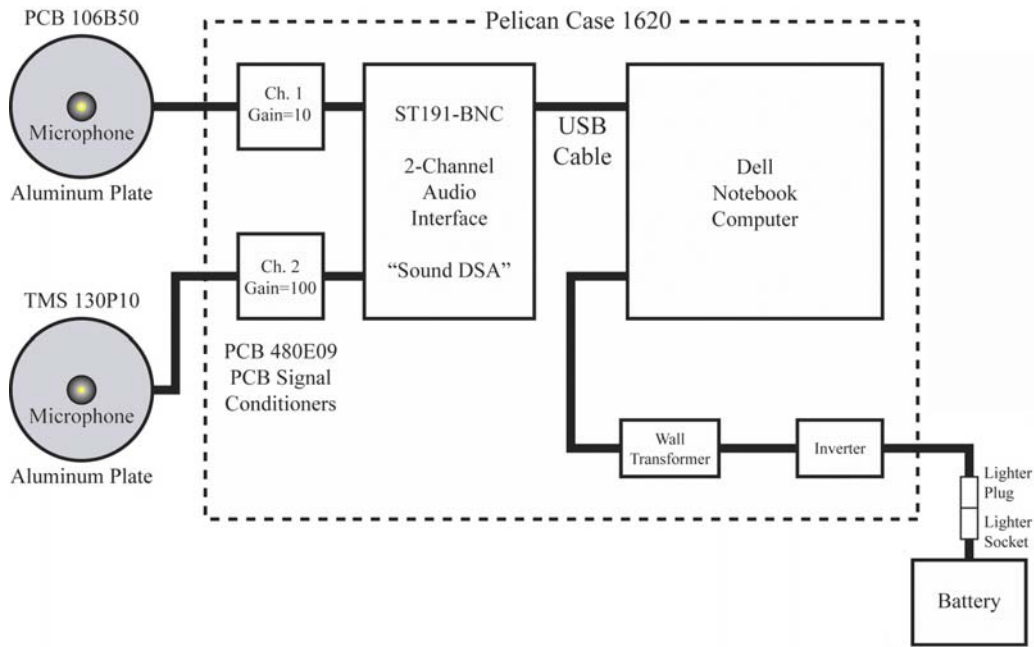 PCB 106B50
Microphone
Aluminum Plate
TMS 130P10
Microphone
Aluminum Plate
Pelican Case 1620
Ch. 1
Gain=10
Ch. 2
Gain=100
PCB 480E09
PCB Signal
Conditioners
ST191-BNC
2-Channel
Audio
Interface
“Sound DSA”
USB
Cable
Dell
Notebook
Computer
Wall
Transformer
Inverter
Lighter
Plug
Lighter
Socket
Battery